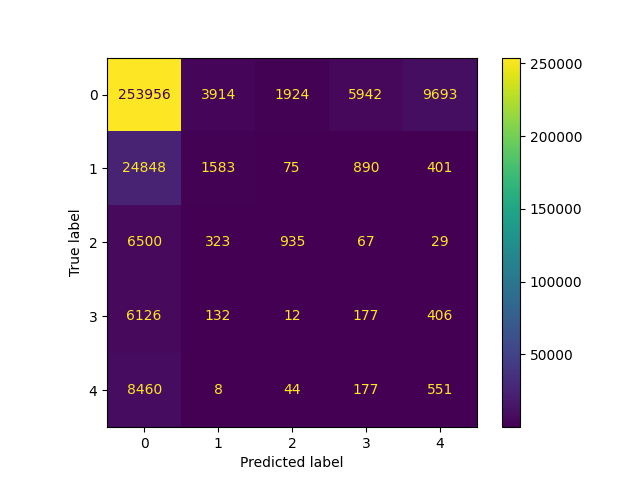 0 253956 3914 1924 5942 9693
1 24848 1583 75 890 401
2 6500 323 935 67 29
3 6126 132 12 177 406
4 8460 8 44 177 551
0 1 2 3 4
Predicted label
True label
250000
200000
150000
100000
50000